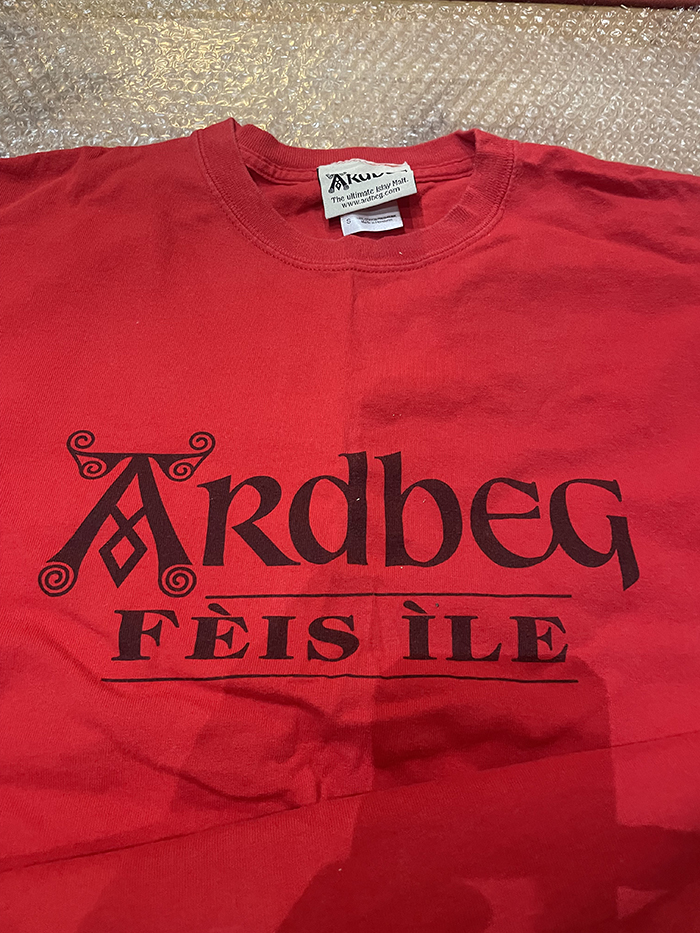 ARDBEG
The ultimate Islay Malt.
www.ardbeg.com
S
ARDBEG
FÈIS ÌLE